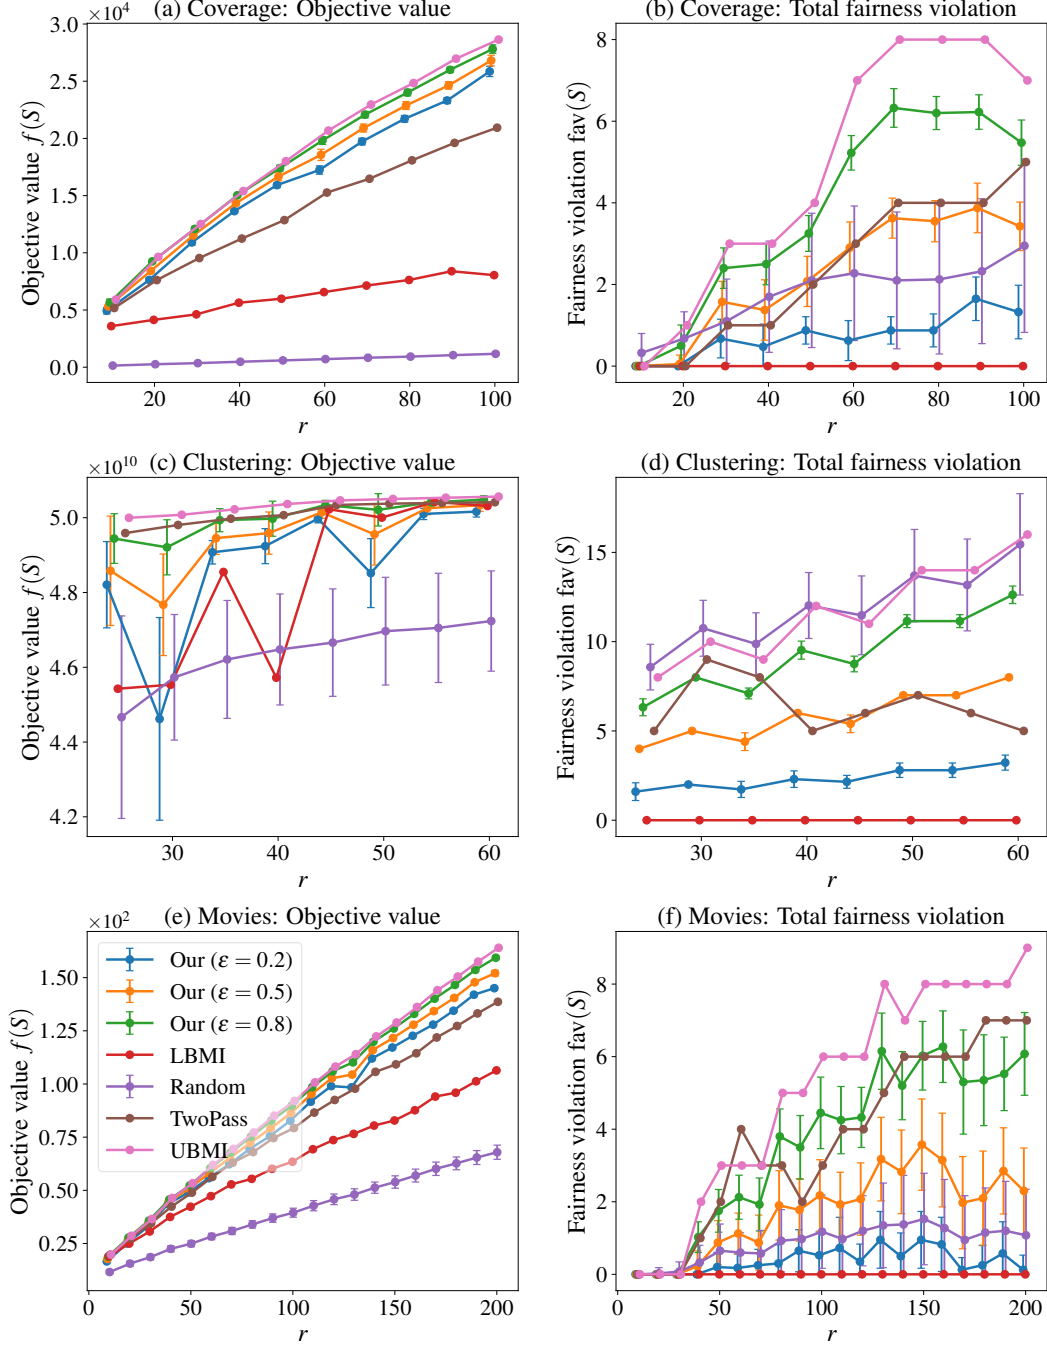 (a) Coverage: Objective value
×10⁴
3.0
2.5
2.0
1.5
1.0
0.5
0.0
Objective value f(S)
20 40 60 80 100
r
(b) Coverage: Total fairness violation
8
6
4
2
0
Fairness violation fav(S)
20 40 60 80 100
r
×10¹⁰ (c) Clustering: Objective value
5.0
4.8
4.6
4.4
4.2
Objective value f(S)
30 40 50 60
r
(d) Clustering: Total fairness violation
15
10
5
0
Fairness violation fav(S)
30 40 50 60
r
×10² (e) Movies: Objective value
1.50
1.25
1.00
0.75
0.50
0.25
Objective value f(S)
Our (ε = 0.2)
Our (ε = 0.5)
Our (ε = 0.8)
LBMI
Random
TwoPass
UBMI
0 50 100 150 200
r
(f) Movies: Total fairness violation
8
6
4
2
0
Fairness violation fav(S)
0 50 100 150 200
r